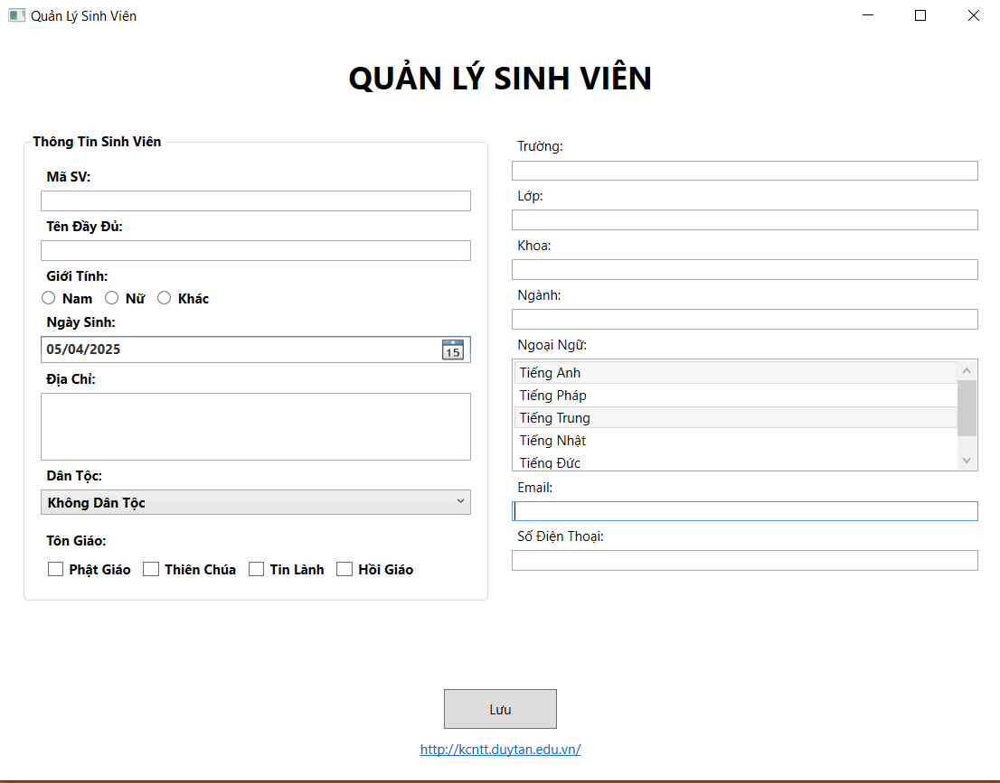 Quản Lý Sinh Viên
QUẢN LÝ SINH VIÊN
Thông Tin Sinh Viên
Mã SV:
Tên Đầy Đủ:
Giới Tính:
Nam Nữ Khác
Ngày Sinh:
05/04/2025 15
Địa Chỉ:
Dân Tộc:
Không Dân Tộc
Tôn Giáo:
Phật Giáo Thiên Chúa Tin Lành Hồi Giáo
Trường:
Lớp:
Khoa:
Ngành:
Ngoại Ngữ:
Tiếng Anh
Tiếng Pháp
Tiếng Trung
Tiếng Nhật
Tiếng Đức
Email:
Số Điện Thoại:
Lưu
http://kcntt.duytan.edu.vn/